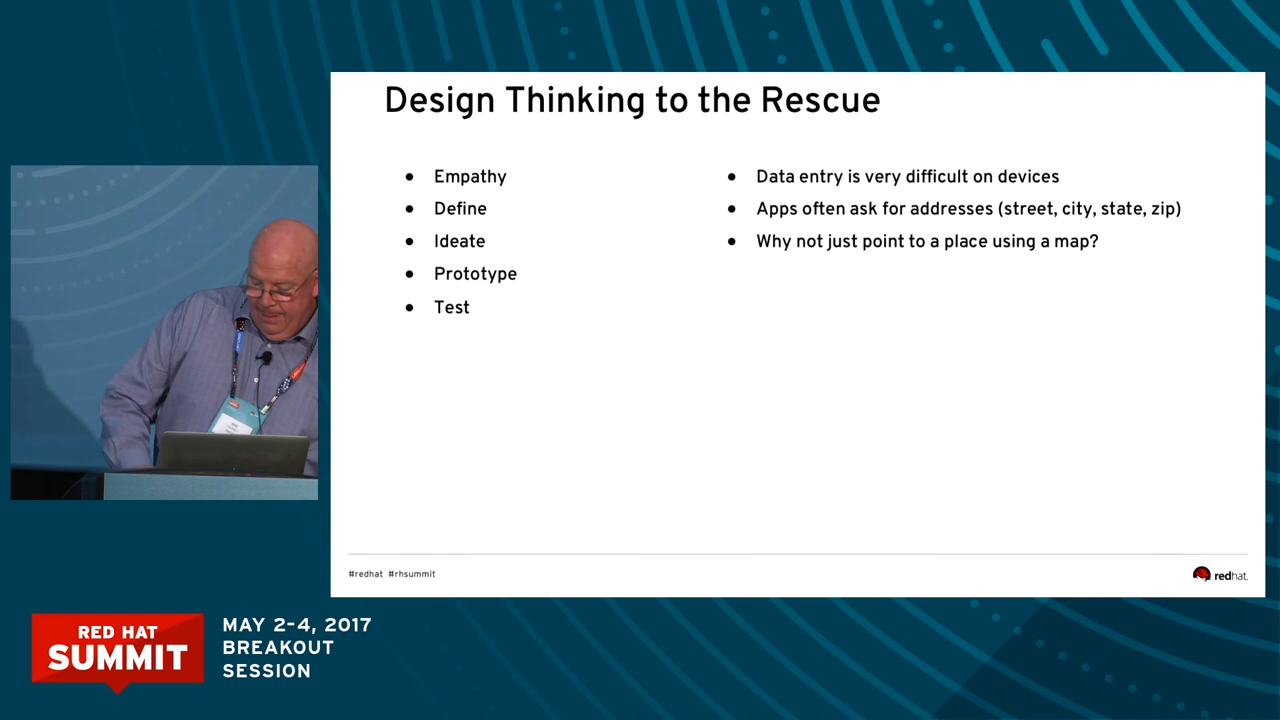 Design Thinking to the Rescue
● Empathy
● Define
● Ideate
● Prototype
● Test
● Data entry is very difficult on devices
● Apps often ask for addresses (street, city, state, zip)
● Why not just point to a place using a map?
#redhat #rhsummit
redhat.
RED HAT
SUMMIT
MAY 2-4, 2017
BREAKOUT
SESSION